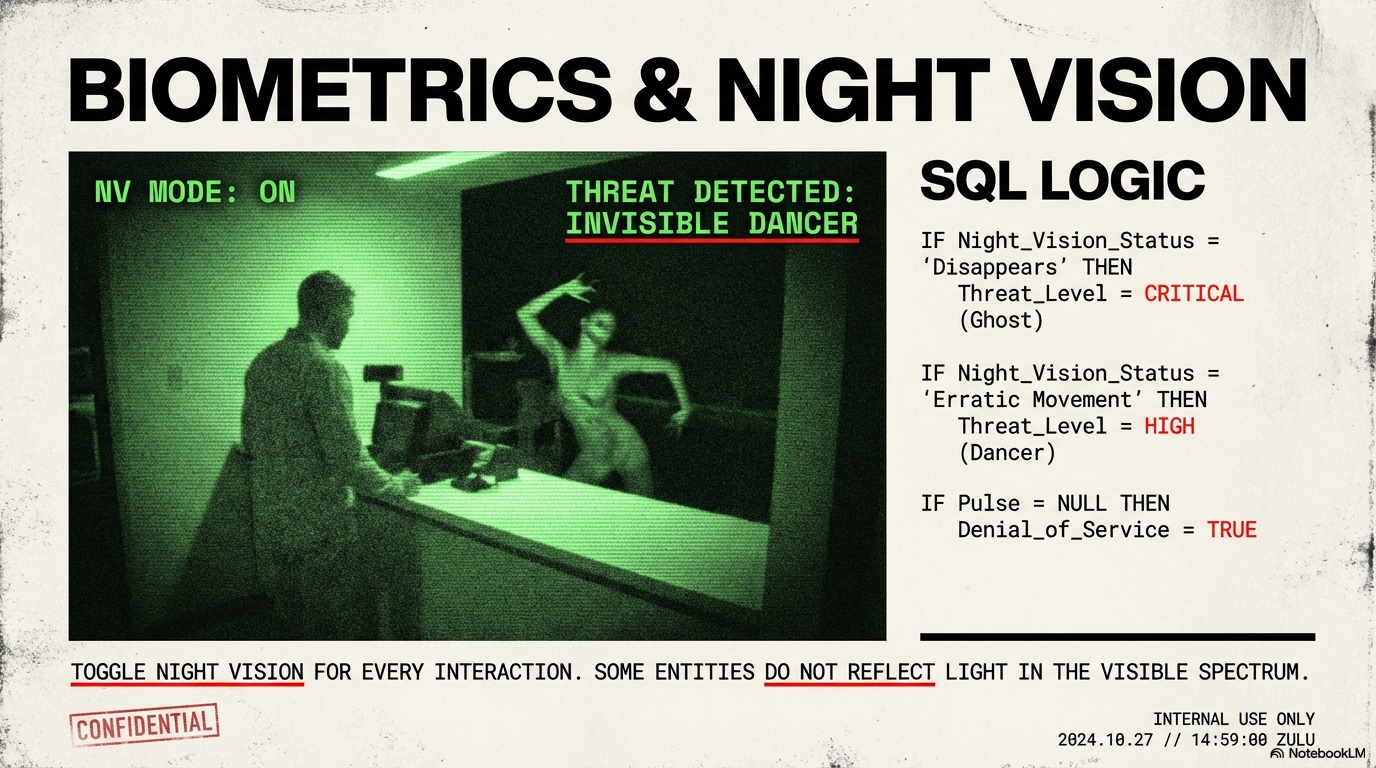 BIOMETRICS & NIGHT VISION
NV MODE: ON
THREAT DETECTED:
INVISIBLE DANCER
SQL LOGIC
IF Night_Vision_Status =
‘Disappears’ THEN
Threat_Level = CRITICAL
(Ghost)
IF Night_Vision_Status =
‘Erratic Movement’ THEN
Threat_Level = HIGH
(Dancer)
IF Pulse = NULL THEN
Denial_of_Service = TRUE
TOGGLE NIGHT VISION FOR EVERY INTERACTION. SOME ENTITIES DO NOT REFLECT LIGHT IN THE VISIBLE SPECTRUM.
CONFIDENTIAL
INTERNAL USE ONLY
2024.10.27 // 14:59:00 ZULU
NotebookLM